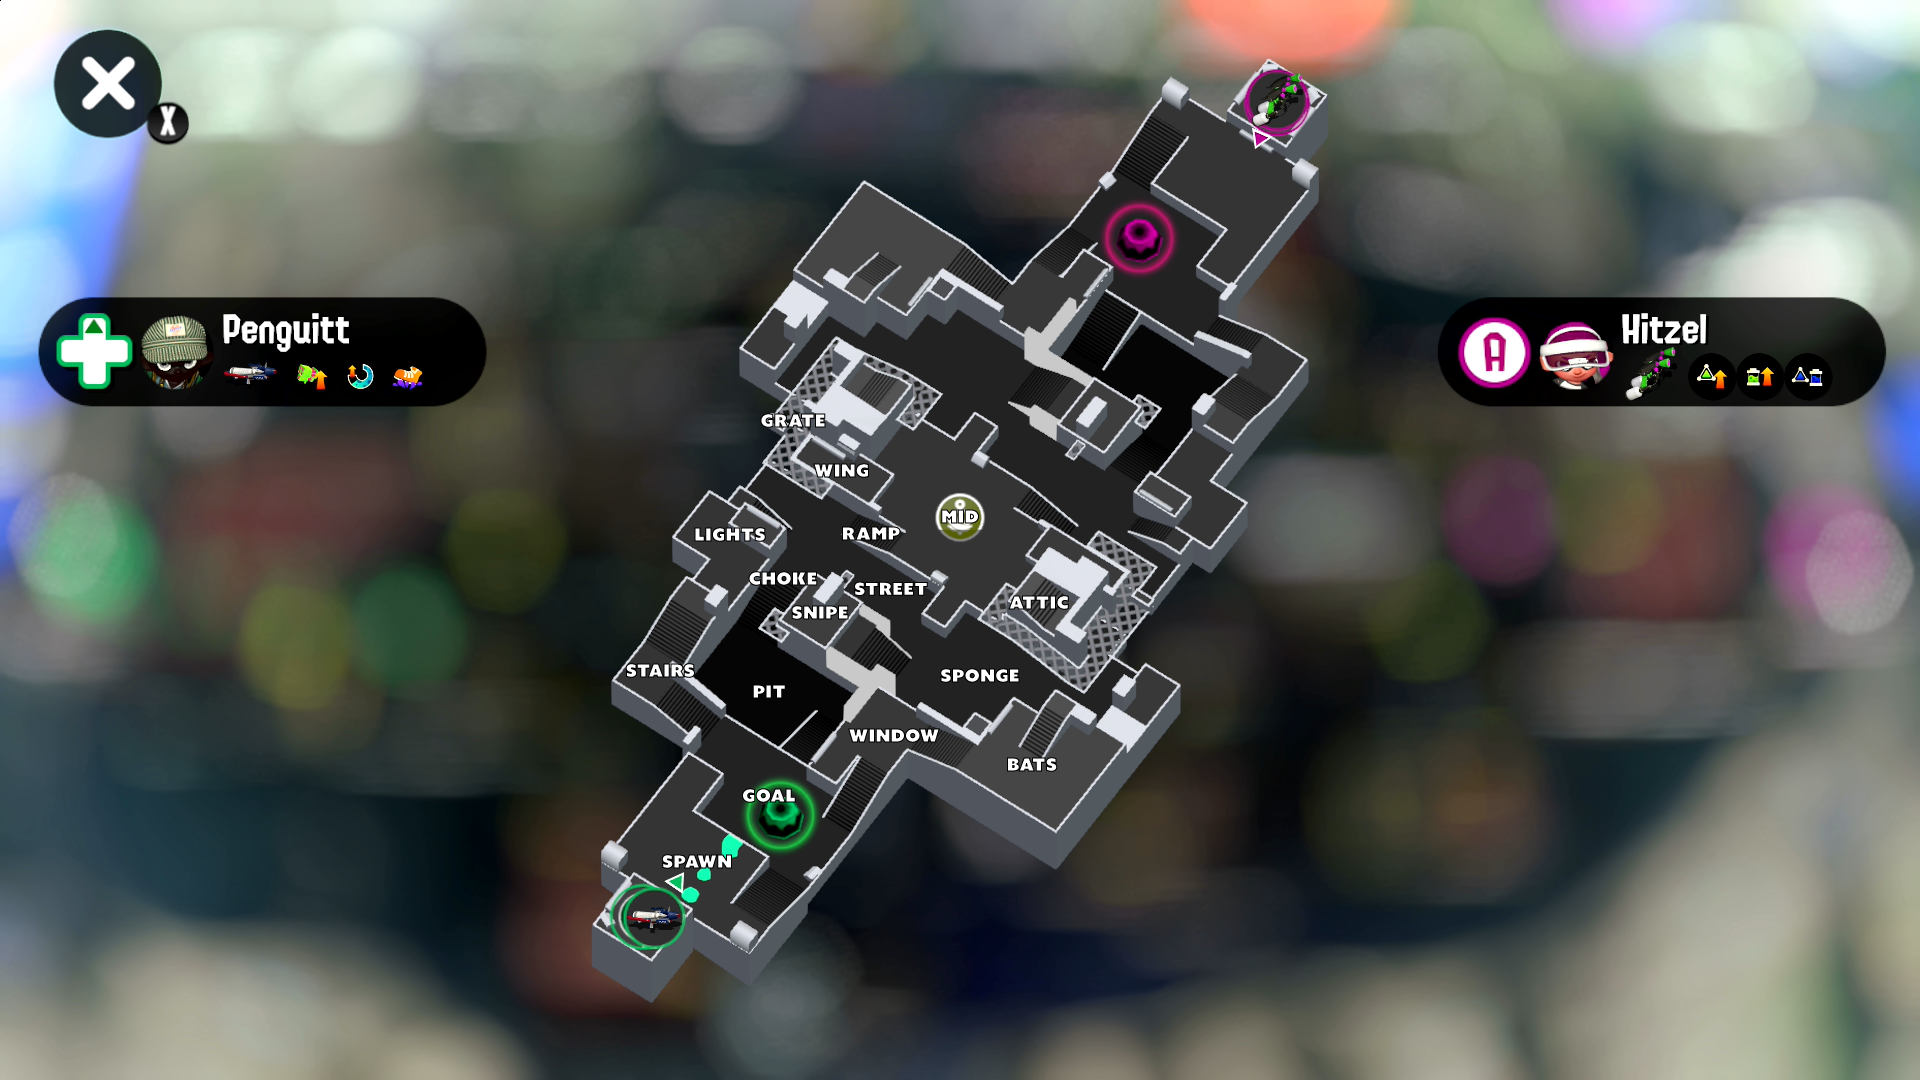 X
Penguitt
A
Hitzel
GRATE
WING
MID
LIGHTS
RAMP
CHOKE
STREET
SNIPE
ATTIC
STAIRS
PIT
SPONGE
WINDOW
BATS
GOAL
SPAWN